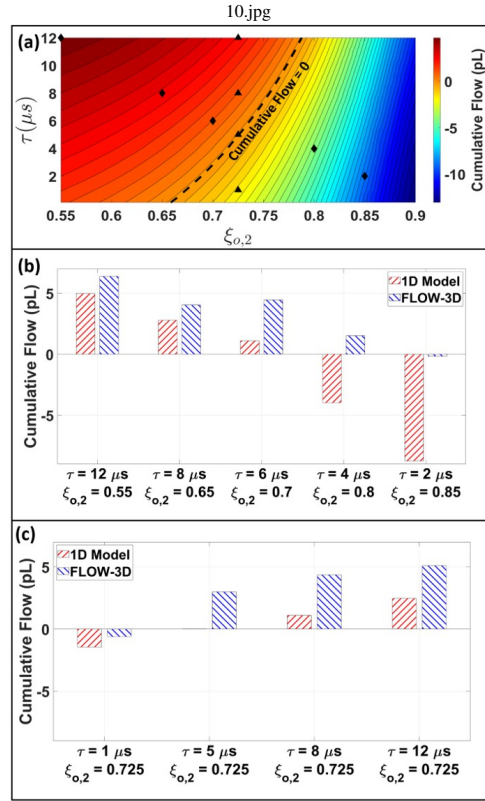 10.jpg
(a)
12
10
8
6
4
2
τ(μs)
0.55 0.6 0.65 0.7 0.75 0.8 0.85 0.9
ξo,2
Cumulative Flow = 0
0
-5
-10
Cumulative Flow (pL)
(b)
1D Model
FLOW-3D
5
0
-5
Cumulative Flow (pL)
τ = 12 μs τ = 8 μs τ = 6 μs τ = 4 μs τ = 2 μs
ξo,2 = 0.55 ξo,2 = 0.65 ξo,2 = 0.7 ξo,2 = 0.8 ξo,2 = 0.85
(c)
1D Model
FLOW-3D
5
0
-5
Cumulative Flow (pL)
τ = 1 μs τ = 5 μs τ = 8 μs τ = 12 μs
ξo,2 = 0.725 ξo,2 = 0.725 ξo,2 = 0.725 ξo,2 = 0.725